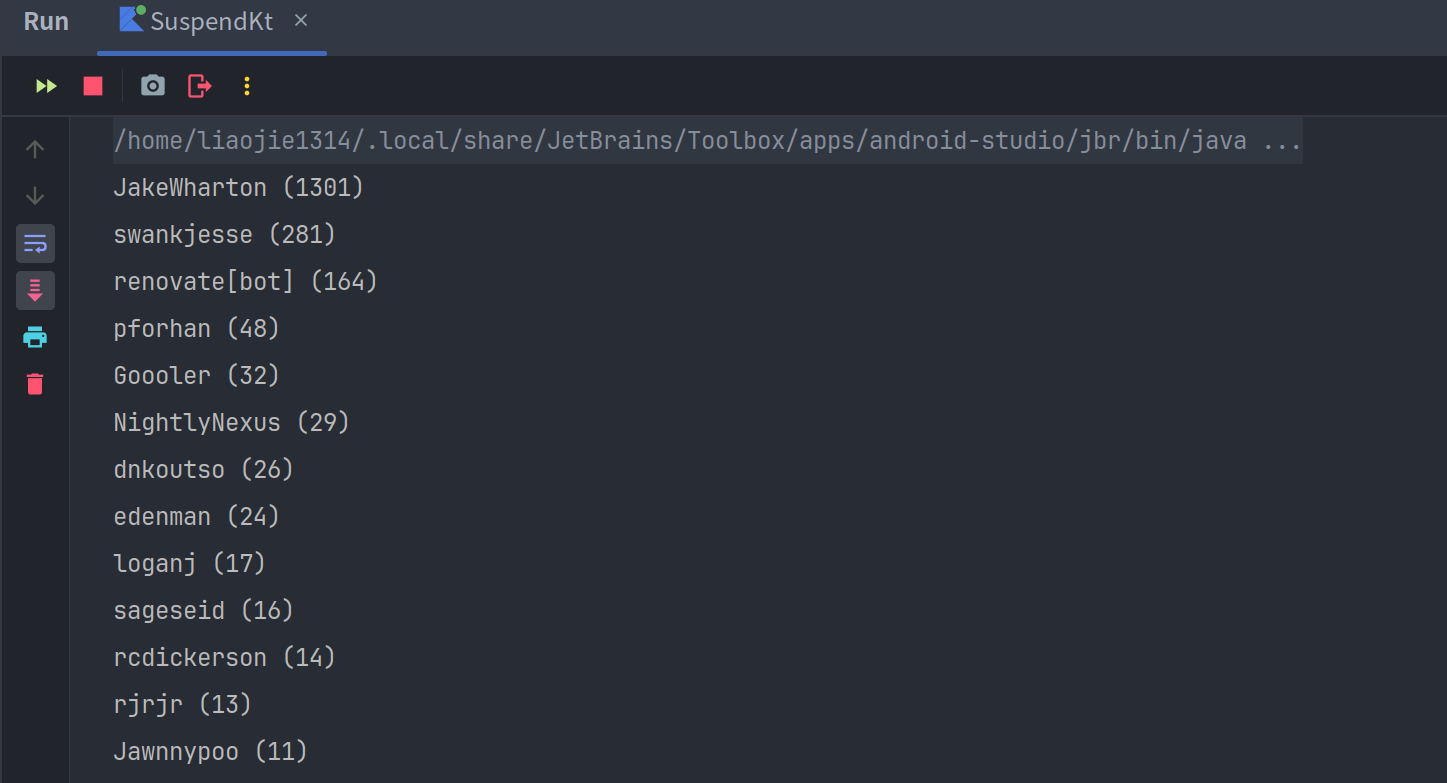 Run SuspendKt
/home/liaojie1314/.local/share/JetBrains/Toolbox/apps/android-studio/jbr/bin/java ...
JakeWharton (1301)
swankjesse (281)
renovate[bot] (164)
pforhan (48)
Goooler (32)
NightlyNexus (29)
dnkoutso (26)
edenman (24)
loganj (17)
sageseid (16)
rcdickerson (14)
rjrjr (13)
Jawnnypoo (11)